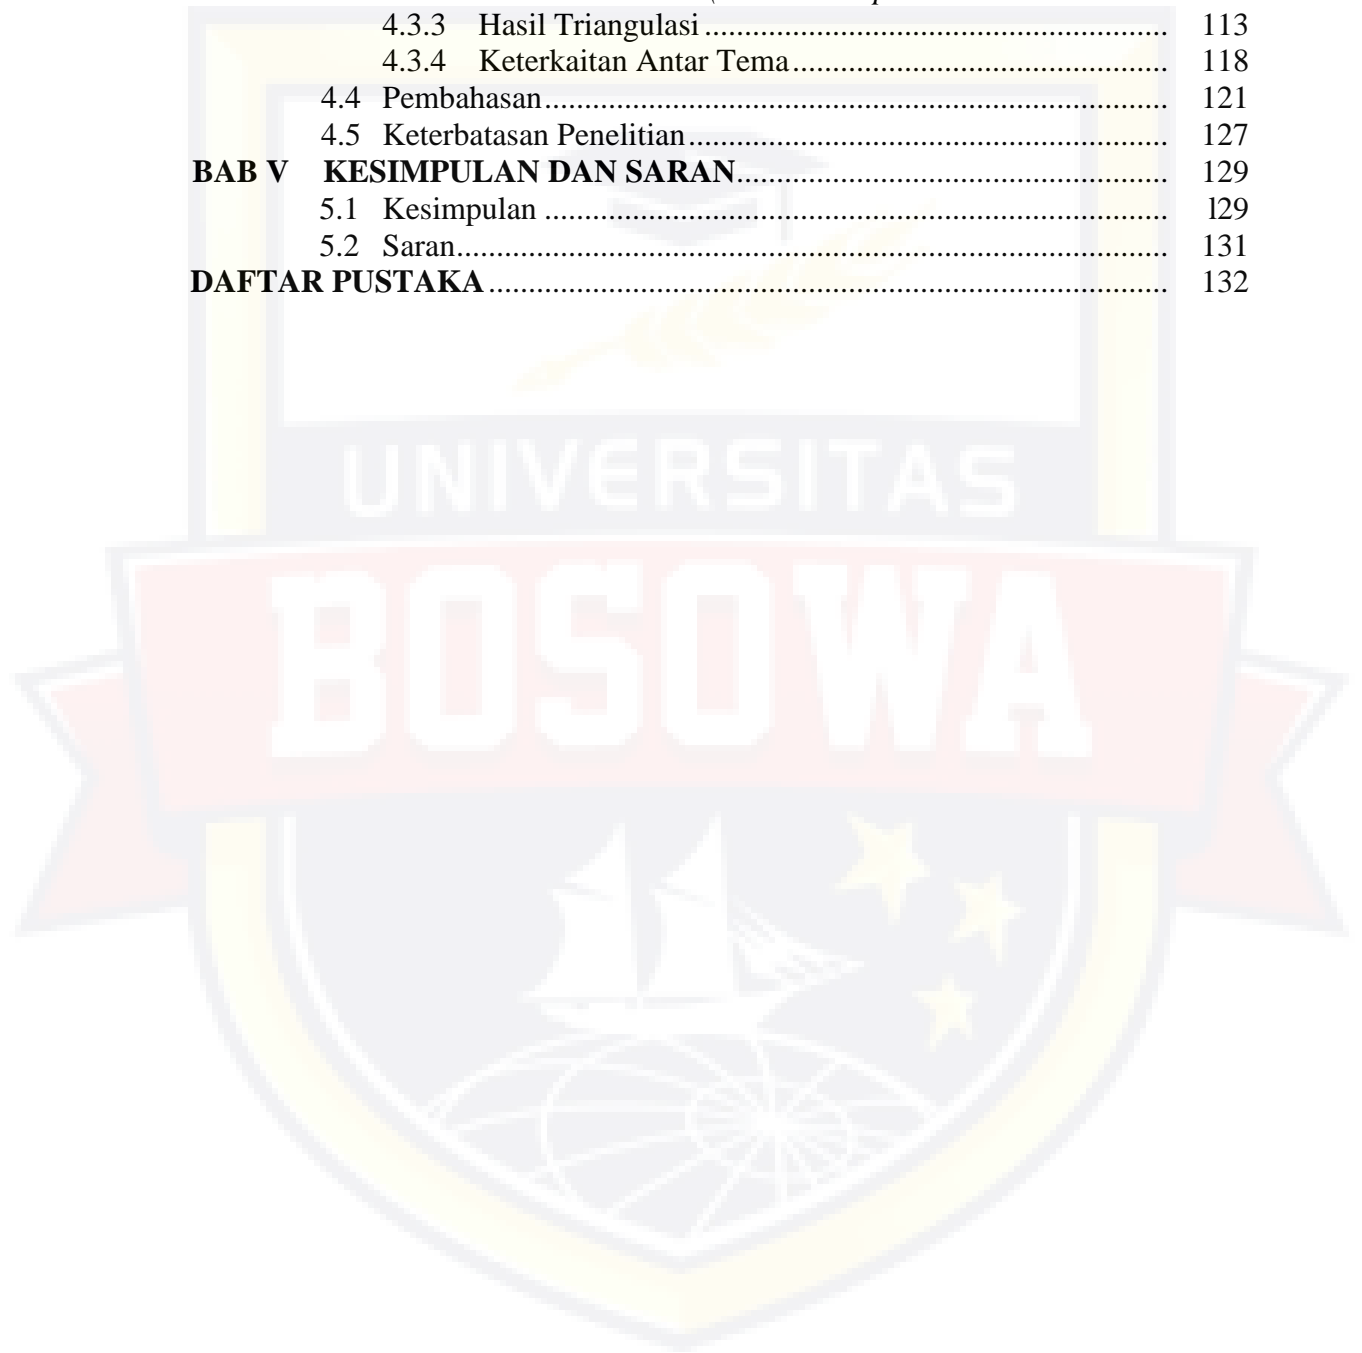 4.3.3 Hasil Triangulasi ........................................................ 113
4.3.4 Keterkaitan Antar Tema .............................................. 118
4.4 Pembahasan ............................................................................ 121
4.5 Keterbatasan Penelitian .......................................................... 127
BAB V KESIMPULAN DAN SARAN .................................................... 129
5.1 Kesimpulan ............................................................................ 129
5.2 Saran ....................................................................................... 131
DAFTAR PUSTAKA .................................................................................. 132
UNIVERSITAS
BOSOWA